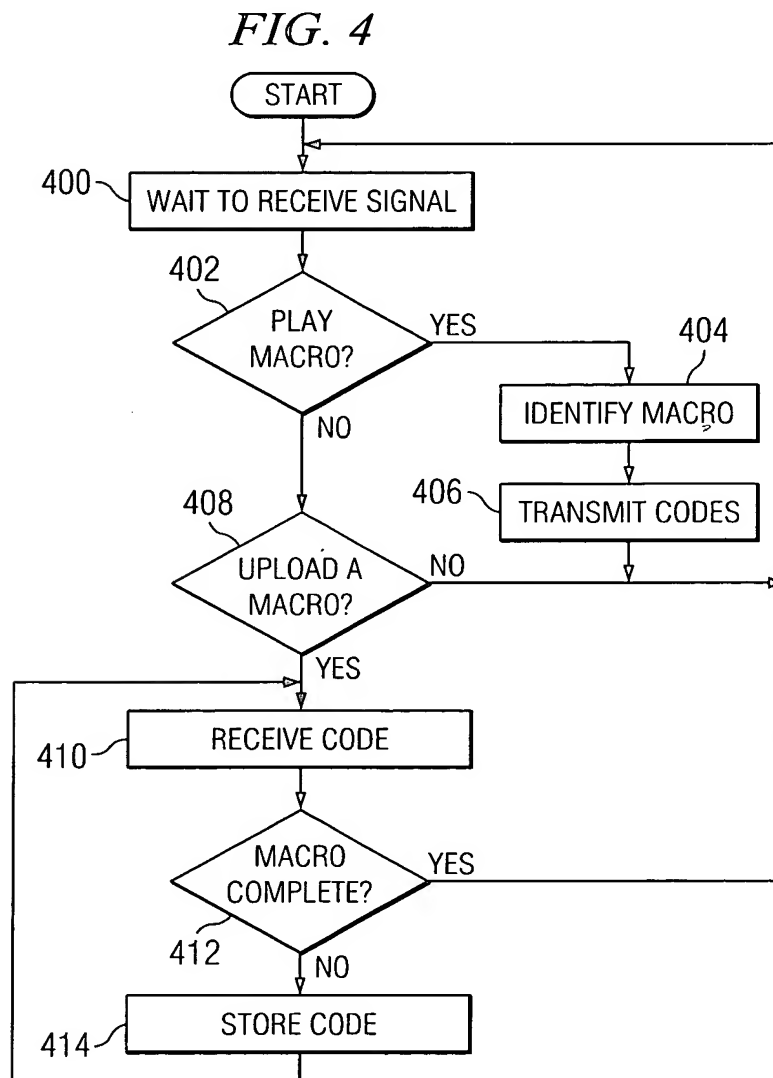 FIG. 4
START
400
WAIT TO RECEIVE SIGNAL
402
PLAY
MACRO?
YES
404
IDENTIFY MACRO
NO
406
TRANSMIT CODES
408
UPLOAD A
MACRO?
NO
YES
410
RECEIVE CODE
MACRO
COMPLETE?
YES
412
NO
414
STORE CODE